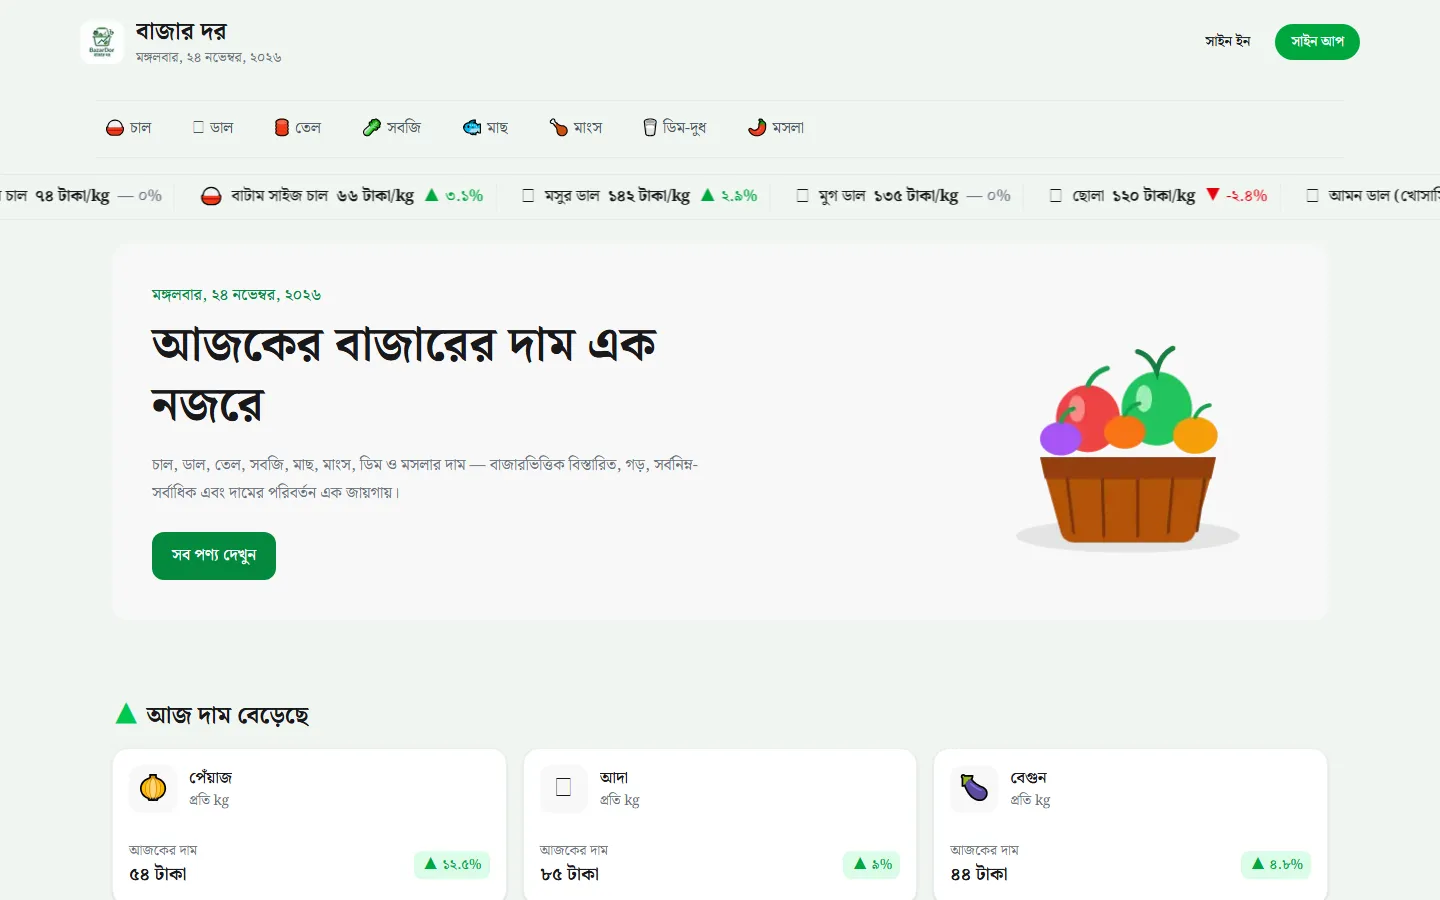 বাজার দর
মঙ্গলবার, ২৪ নভেম্বর, ২০২৬
সাইন ইন
সাইন আপ
BazarDor
চাল
ডাল
তেল
সবজি
মাছ
মাংস
ডিম-দুধ
মসলা
চাল ৭৪ টাকা/kg — ০%
বাটাম সাইজ চাল ৬৬ টাকা/kg ▲ ৩.১%
মসুর ডাল ১৪২ টাকা/kg ▲ ২.৯%
মুগ ডাল ১৩৫ টাকা/kg — ০%
ছোলা ১২০ টাকা/kg ▼ -২.৪%
আমন ডাল
মঙ্গলবার, ২৪ নভেম্বর, ২০২৬
আজকের বাজারের দাম এক
নজরে
চাল, ডাল, তেল, সবজি, মাছ, মাংস, ডিম ও মসলার দাম — বাজারভিত্তিক বিস্তারিত, গড়, সর্বনিম্ন-
সর্বাধিক এবং দামের পরিবর্তন এক জায়গায়।
সব পণ্য দেখুন
▲ আজ দাম বেড়েছে
পেঁয়াজ
প্রতি kg
আজকের দাম
৫৪ টাকা
▲ ১২.৫%
আদা
প্রতি kg
আজকের দাম
৮৫ টাকা
▲ ৯%
বেগুন
প্রতি kg
আজকের দাম
৪৪ টাকা
▲ ৪.৮%